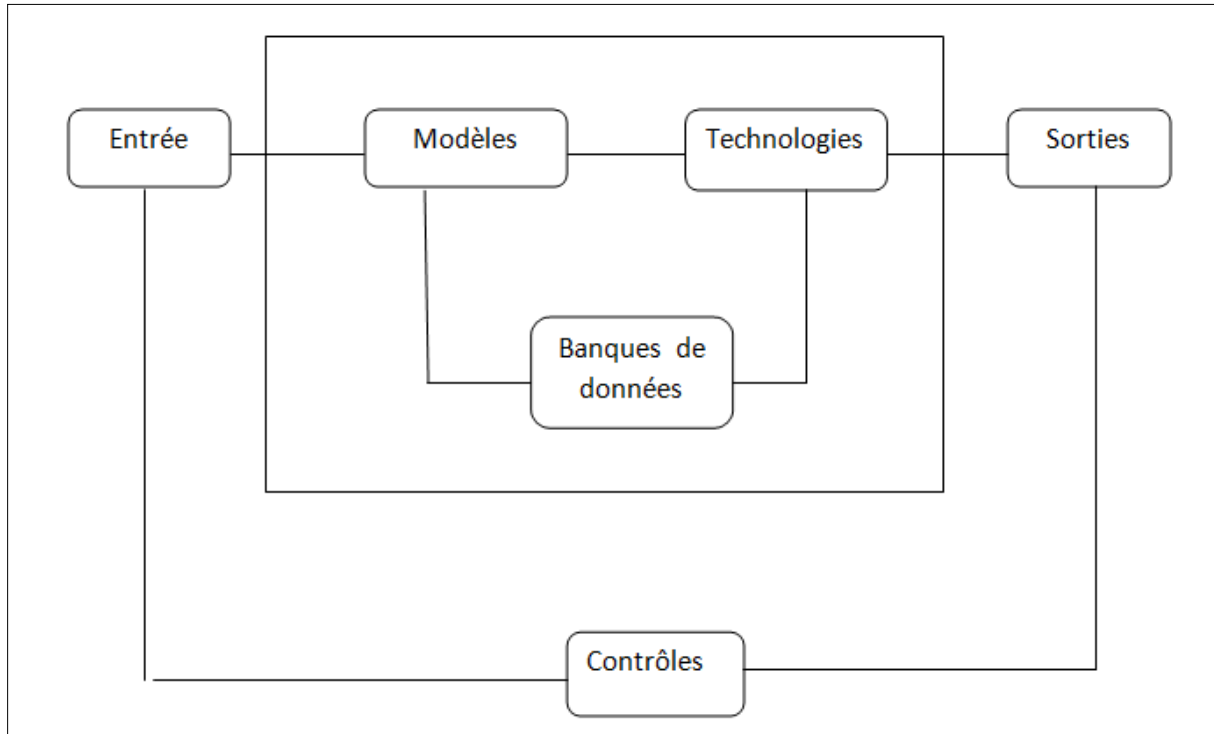 Entrée
Modèles
Technologies
Sorties
Banques de
données
Contrôles